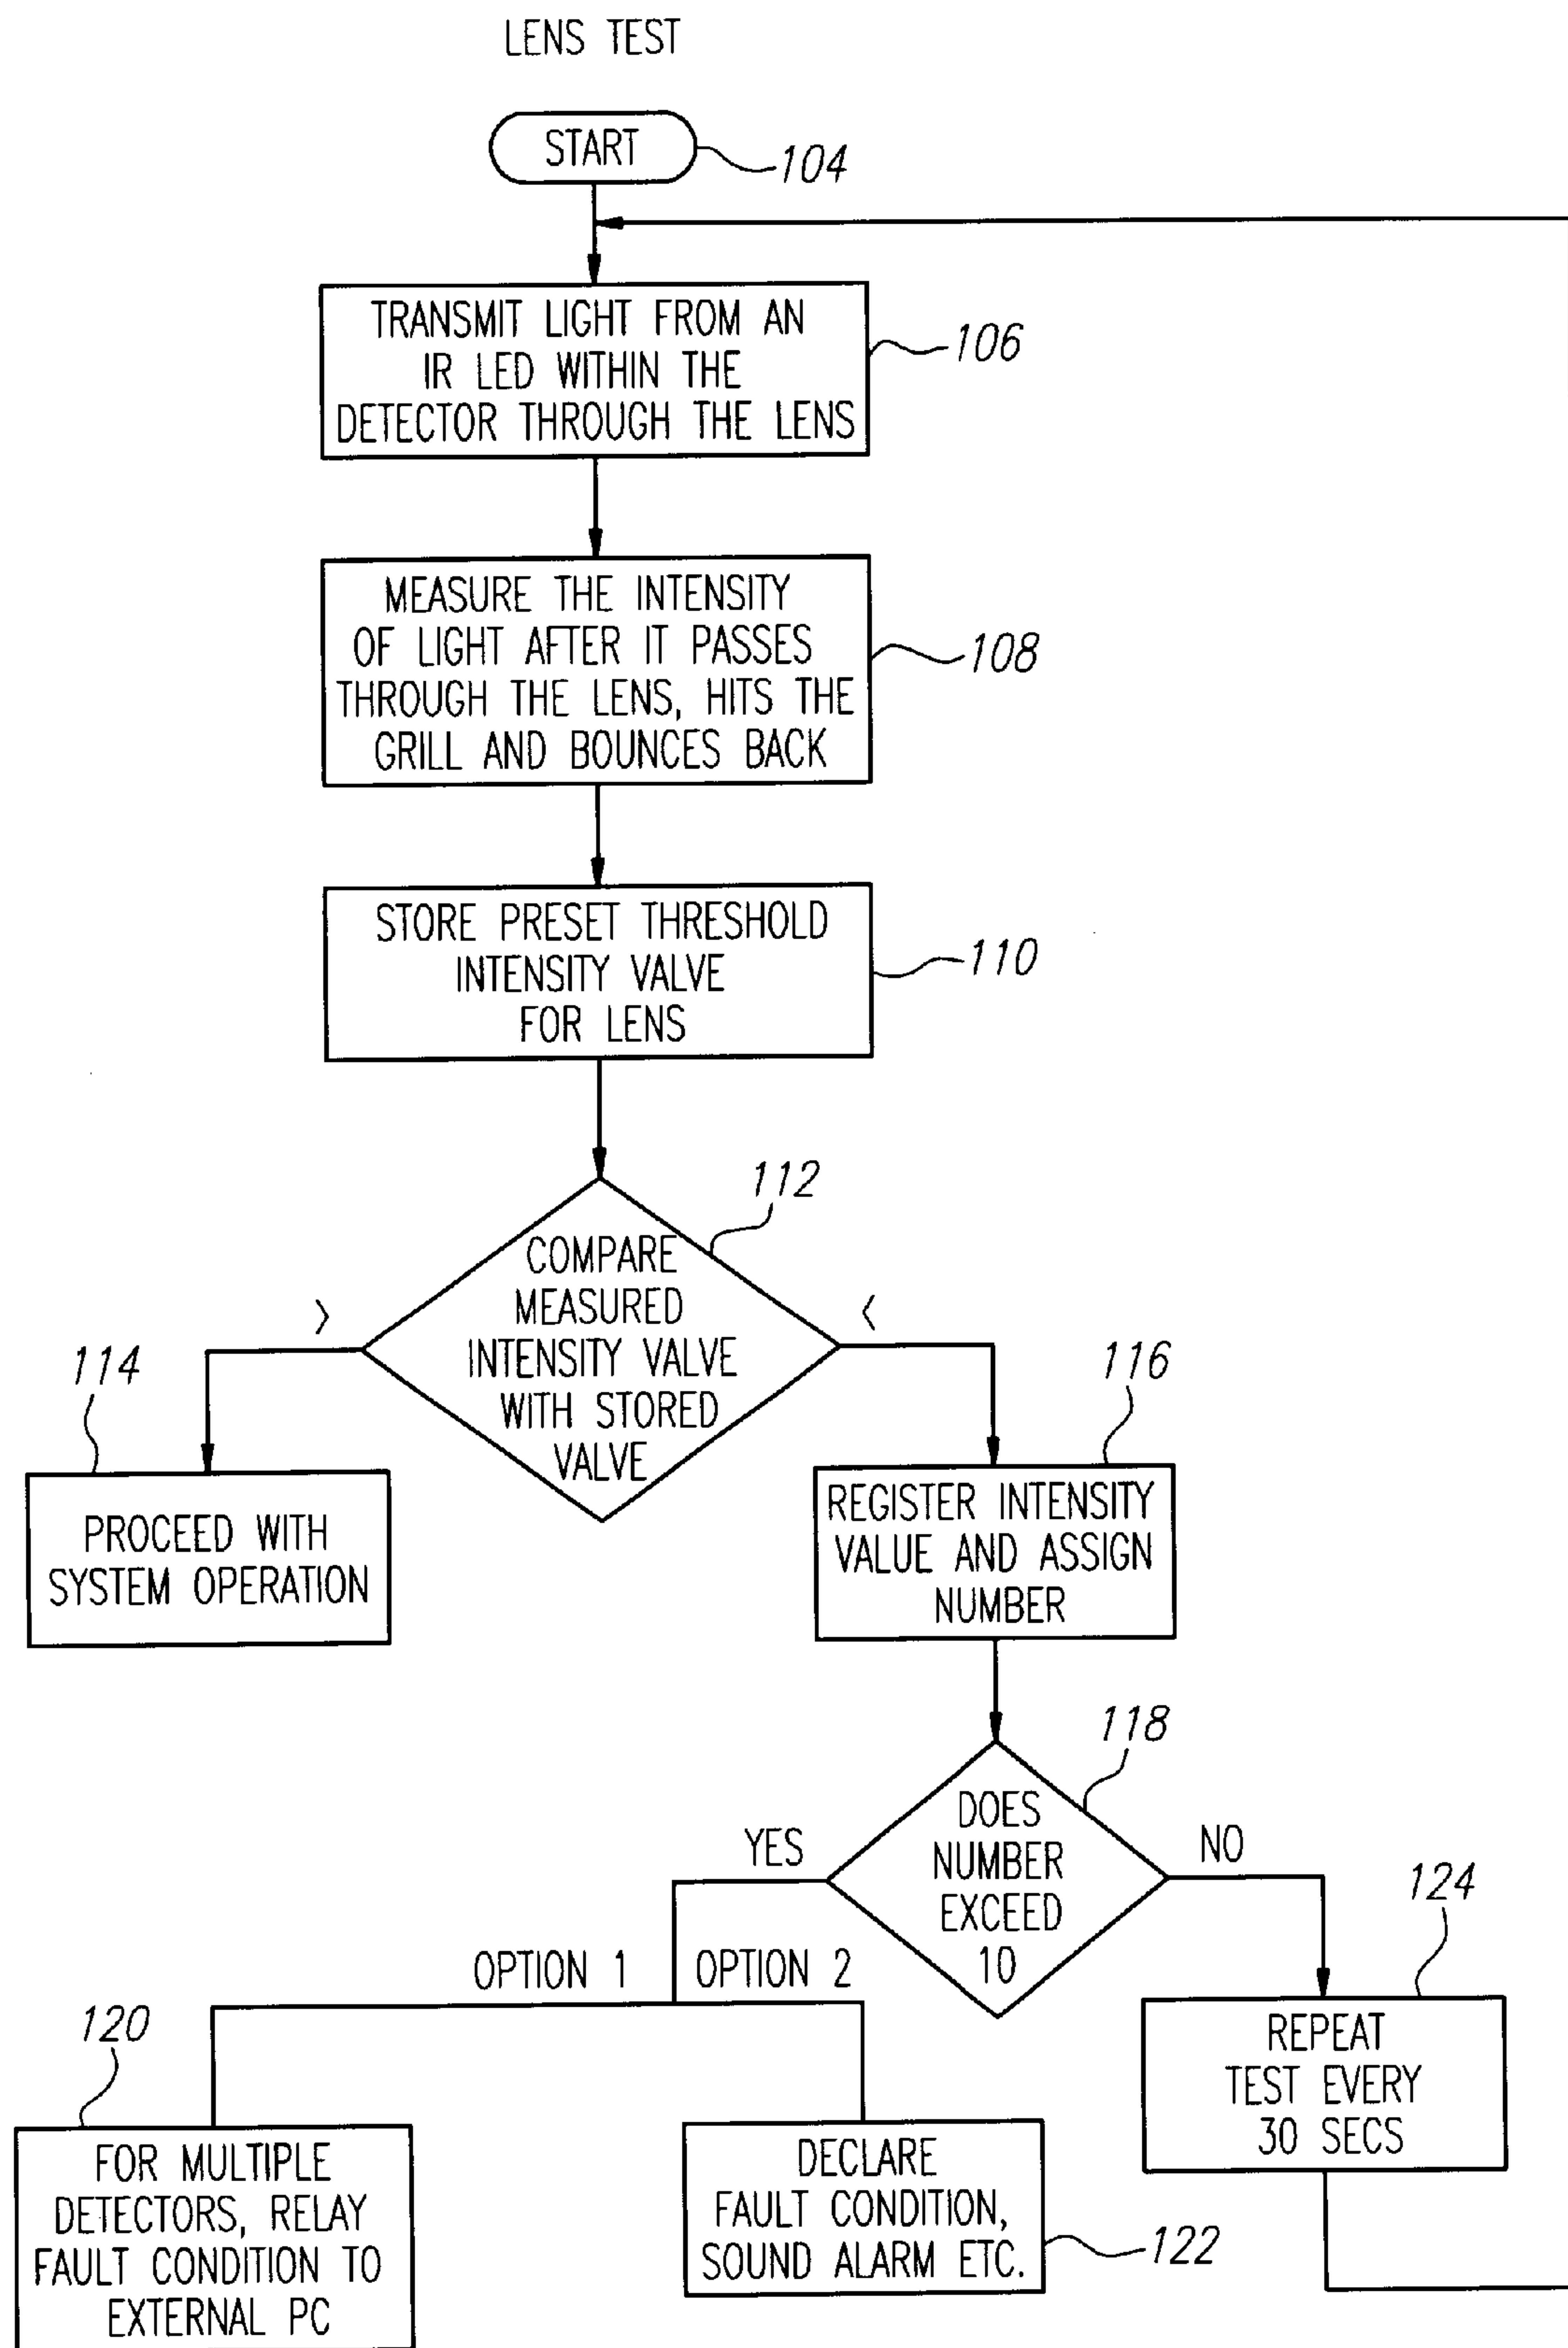 LENS TEST
START
104
TRANSMIT LIGHT FROM AN
IR LED WITHIN THE
DETECTOR THROUGH THE LENS
106
MEASURE THE INTENSITY
OF LIGHT AFTER IT PASSES
THROUGH THE LENS, HITS THE
GRILL AND BOUNCES BACK
108
STORE PRESET THRESHOLD
INTENSITY VALVE
FOR LENS
110
112
COMPARE
MEASURED
INTENSITY VALVE
WITH STORED
VALVE
>
<
114
PROCEED WITH
SYSTEM OPERATION
116
REGISTER INTENSITY
VALUE AND ASSIGN
NUMBER
118
DOES
NUMBER
EXCEED
10
YES
NO
OPTION 1
OPTION 2
120
FOR MULTIPLE
DETECTORS, RELAY
FAULT CONDITION TO
EXTERNAL PC
DECLARE
FAULT CONDITION,
SOUND ALARM ETC.
122
124
REPEAT
TEST EVERY
30 SECS